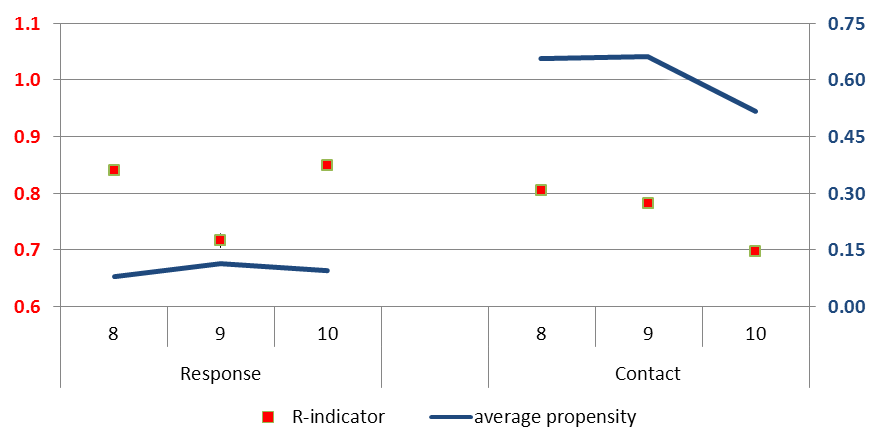 1.1 0.75
1.0 0.60
0.9 0.45
0.8 0.30
0.7 0.15
0.6 0.00
8 9 10 8 9 10
Response Contact
R-indicator average propensity